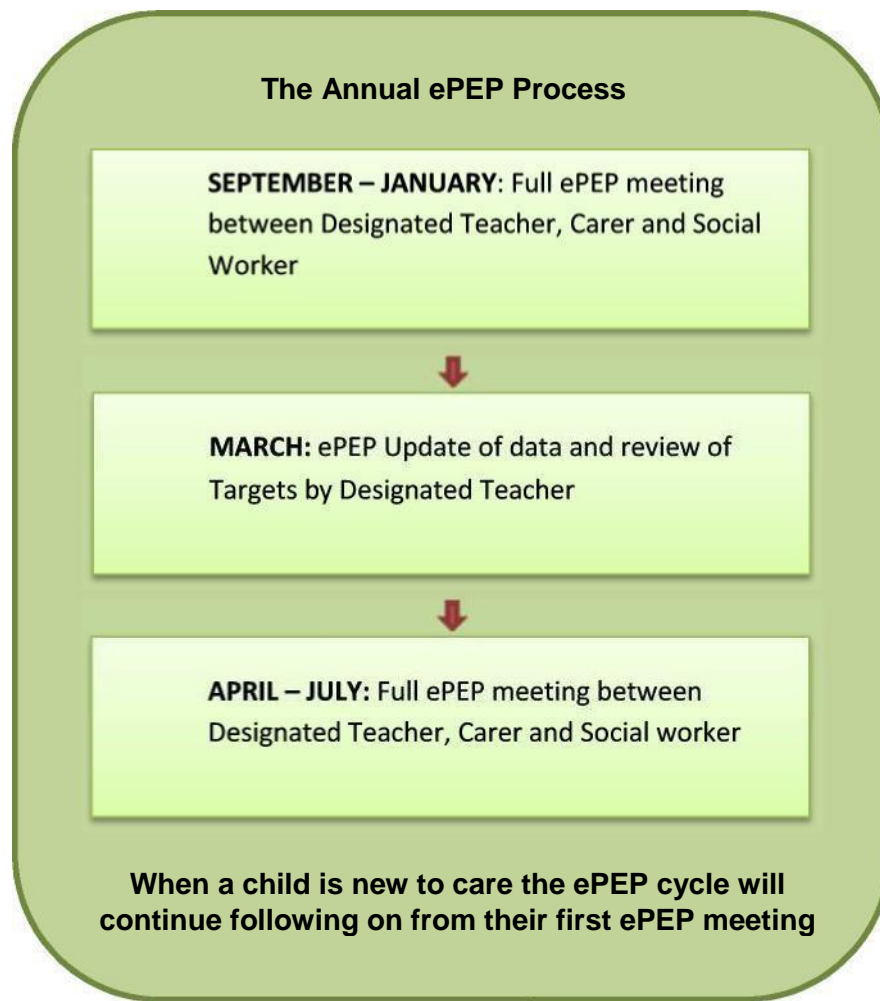 The Annual ePEP Process
SEPTEMBER – JANUARY: Full ePEP meeting
between Designated Teacher, Carer and Social
Worker
MARCH: ePEP Update of data and review of
Targets by Designated Teacher
APRIL – JULY: Full ePEP meeting between
Designated Teacher, Carer and Social worker
When a child is new to care the ePEP cycle will
continue following on from their first ePEP meeting